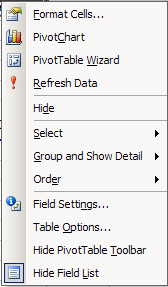 Format Cells...
PivotChart
PivotTable Wizard
Refresh Data
Hide
Select
Group and Show Detail
Order
Field Settings...
Table Options...
Hide PivotTable Toolbar
Hide Field List